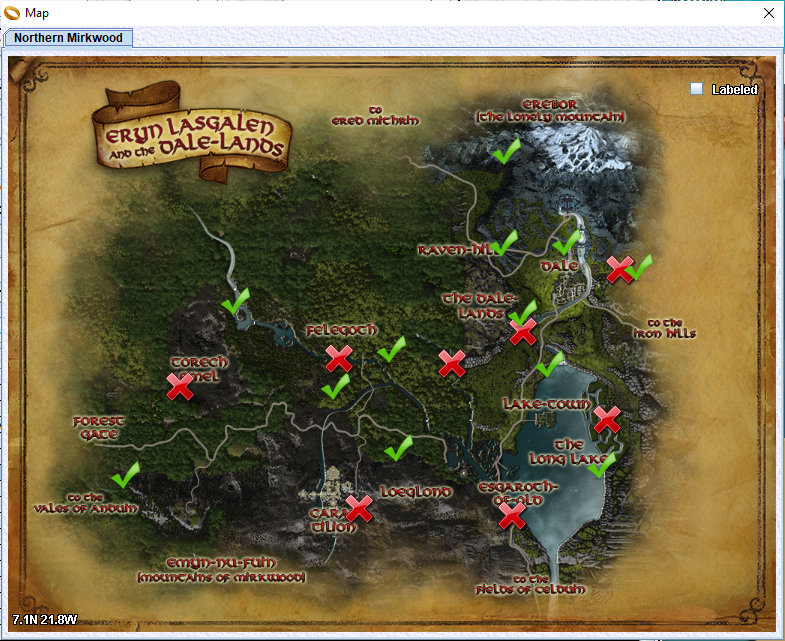 Map
Northern Mirkwood
Labeled
ERYN LASGALEN
AND THE DALE-LANDS
TO
ERED MITHRIN
EREBOR
(THE LONELY MOUNTAIN)
RAVEN-HILL
DALE
THE DALE-
LANDS
TO THE
IRON HILLS
FELEGOTH
TORECH
LAKE-TOWN
FOREST
GATE
THE
LONG LAKE
LOEGLOND
ESGAROTH-
OF-OLD
TO THE
VALES OF ANDUIN
TILION
EMYN-NU-FUIN
(MOUNTAINS OF MIRKWOOD)
TO THE
FIELDS OF CELDUIN
7.1N 21.8W